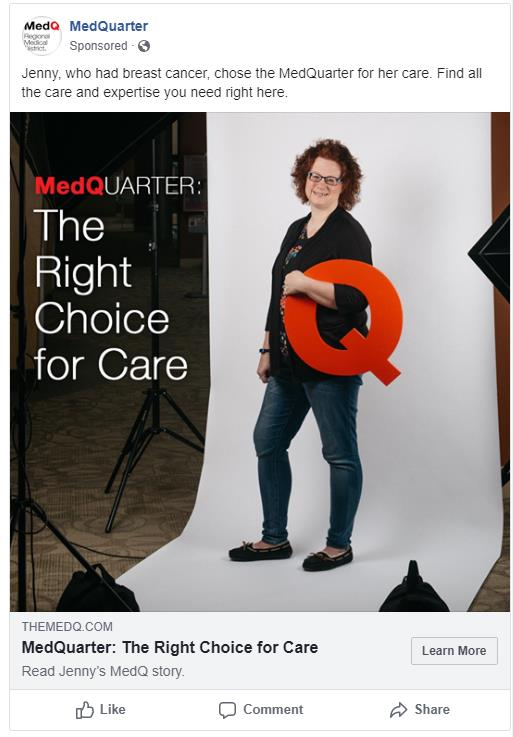 MedQ
Regional
Medical
District.
MedQuarter
Sponsored ·
Jenny, who had breast cancer, chose the MedQuarter for her care. Find all
the care and expertise you need right here.
MedQUARTER:
The
Right
Choice
for Care
Q
THEMEDQ.COM
MedQuarter: The Right Choice for Care
Read Jenny's MedQ story.
Learn More
Like
Comment
Share